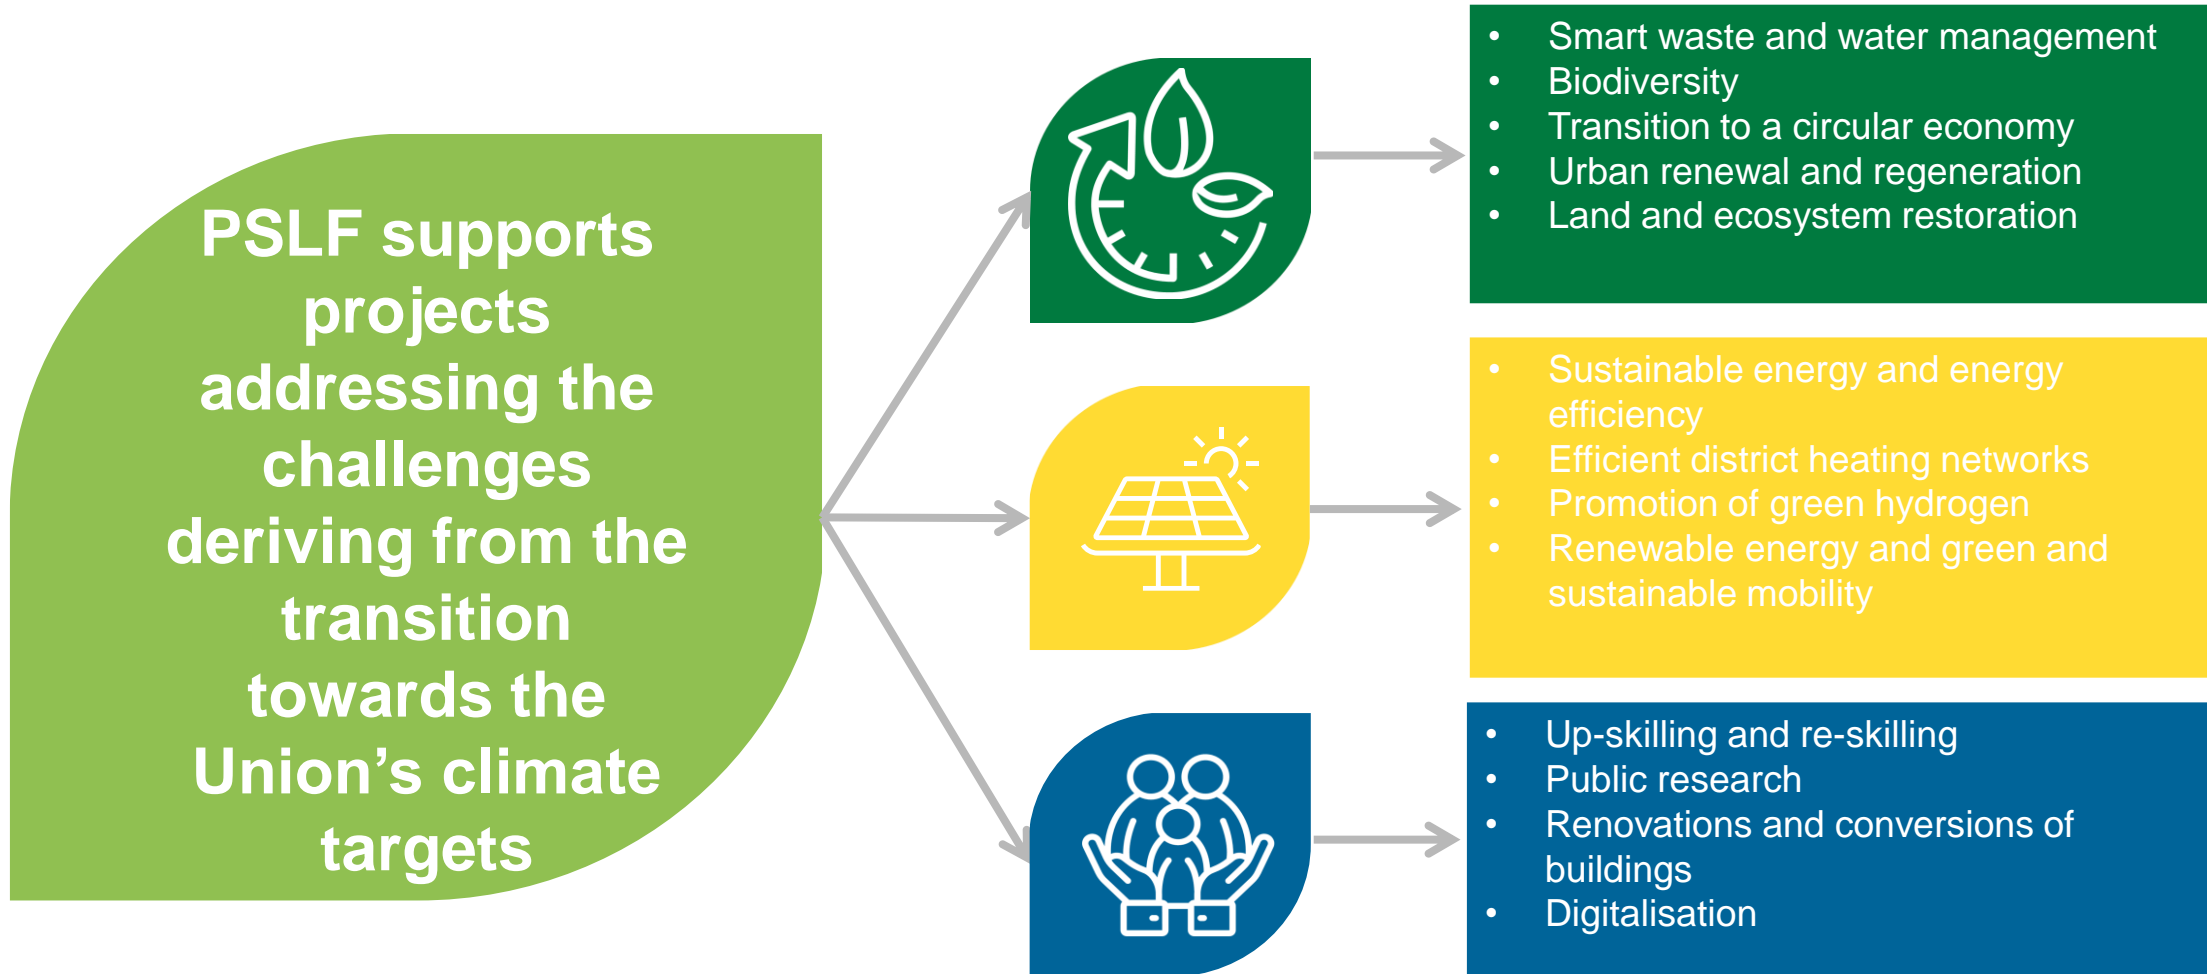 PSLF supports
projects
addressing the
challenges
deriving from the
transition
towards the
Union’s climate
targets
• Smart waste and water management
• Biodiversity
• Transition to a circular economy
• Urban renewal and regeneration
• Land and ecosystem restoration
• Sustainable energy and energy
efficiency
• Efficient district heating networks
• Promotion of green hydrogen
• Renewable energy and green and
sustainable mobility
• Up-skilling and re-skilling
• Public research
• Renovations and conversions of
buildings
• Digitalisation